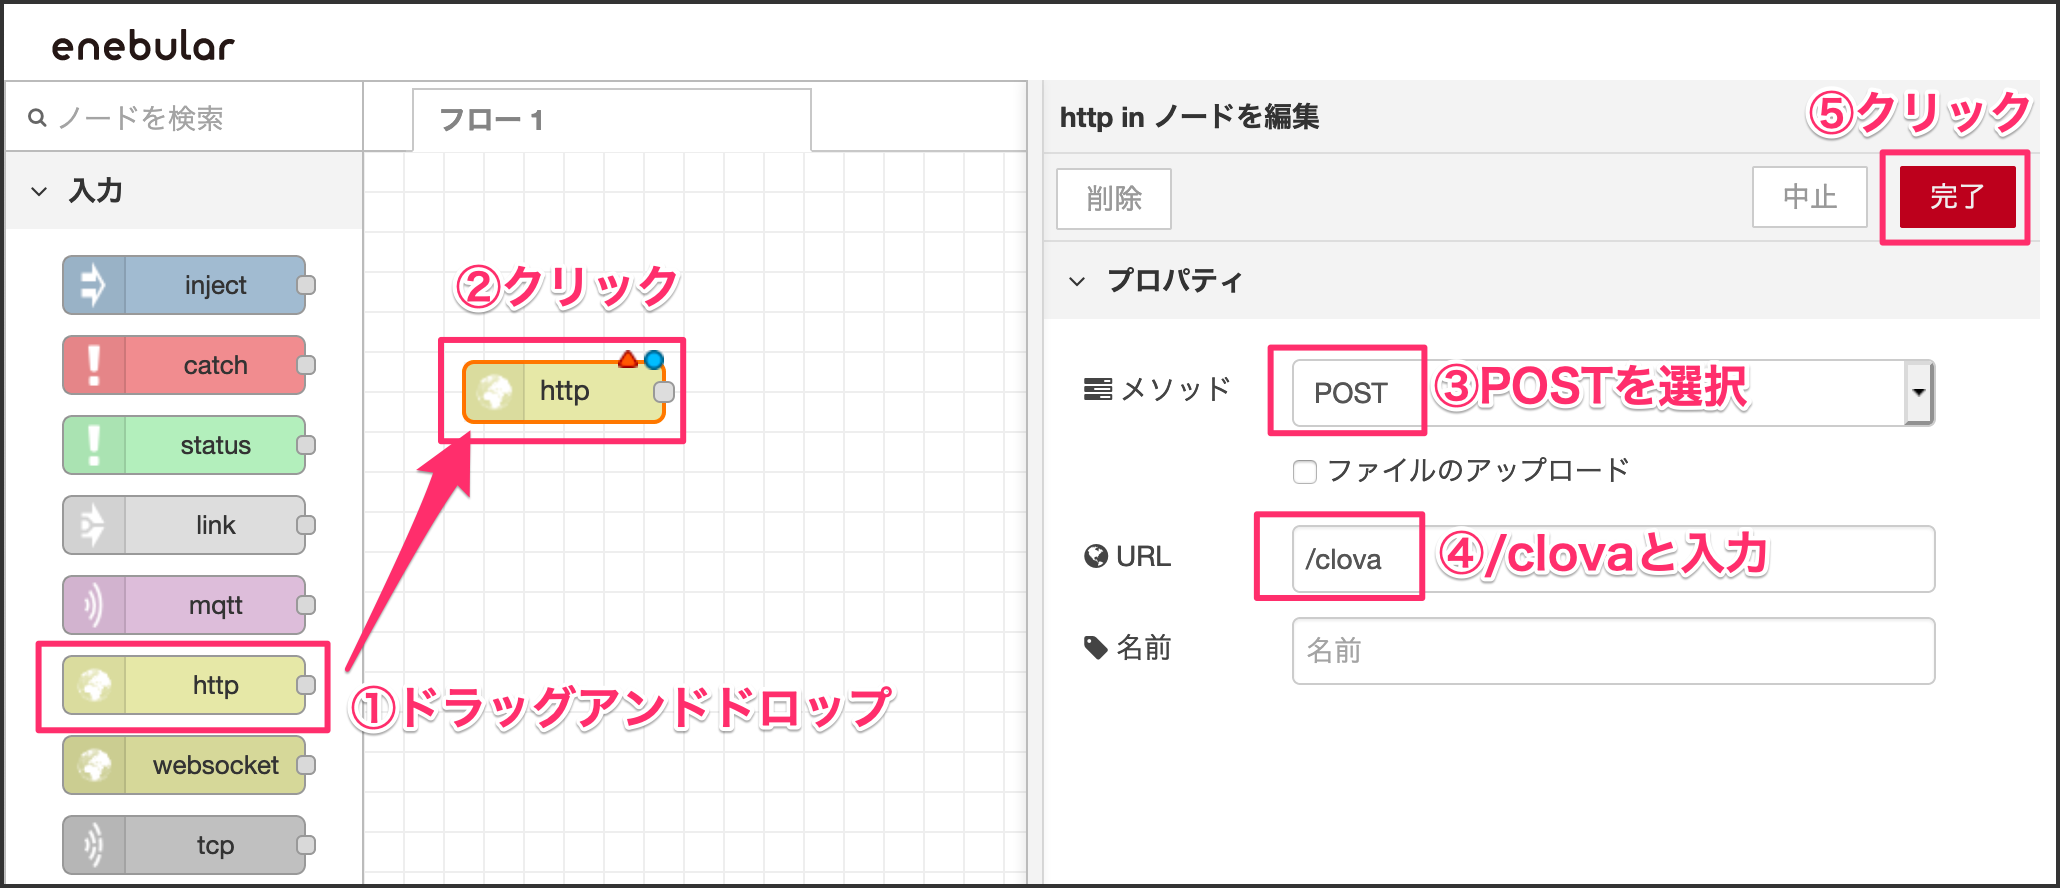 enebular
ノードを検索
フロー 1
入力
inject
catch
status
link
mqtt
http
websocket
tcp
①ドラッグアンドドロップ
②クリック
http
http in ノードを編集
⑤クリック
削除
中止
完了
プロパティ
メソッド
POST
③POSTを選択
ファイルのアップロード
URL
/clova
④/clovaと入力
名前
名前